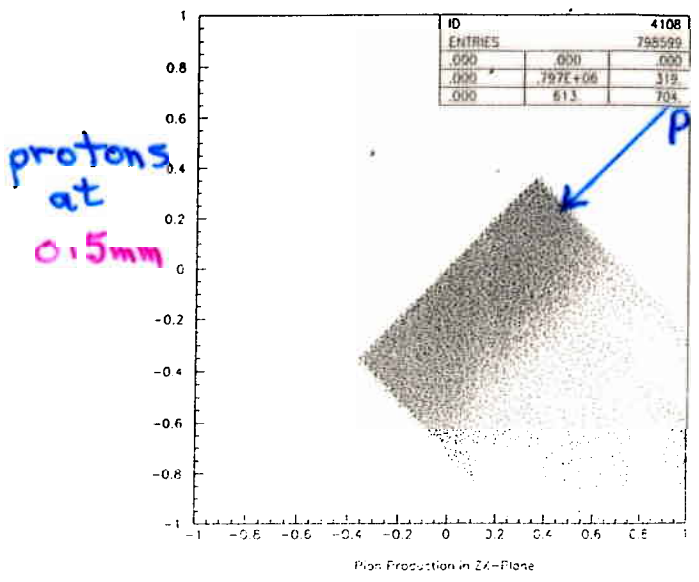 ID 4108
ENTRIES 798599
.000 .000 .000
.000 .797E+06 319.
.000 613. 704.
P
protons
at
0.5mm
1
0.8
0.6
0.4
0.2
0
-0.2
-0.4
-0.6
-0.8
-1
-1 -0.8 -0.6 -0.4 -0.2 0 0.2 0.4 0.6 0.8 1
Pion Production in ZX-Plane